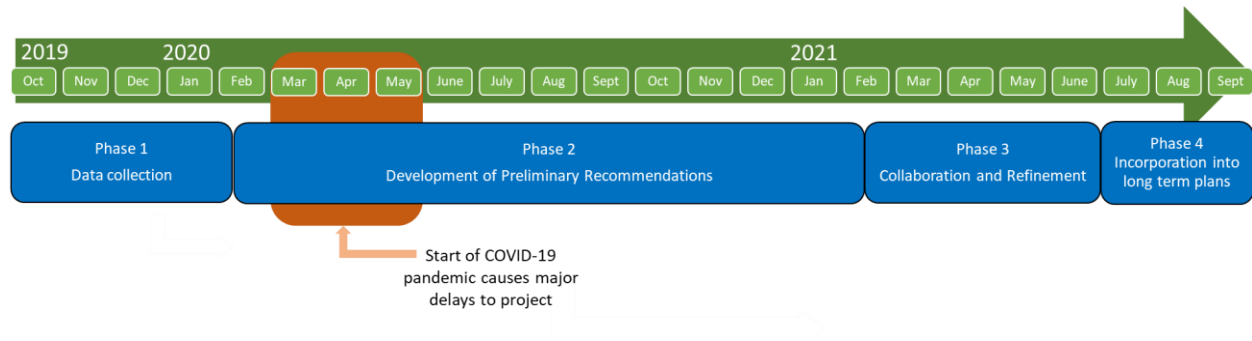 2019 2020 2021
Oct Nov Dec Jan Feb Mar Apr May June July Aug Sept Oct Nov Dec Jan Feb Mar Apr May June July Aug Sept
Phase 1
Data collection
Phase 2
Development of Preliminary Recommendations
Phase 3
Collaboration and Refinement
Phase 4
Incorporation into
long term plans
Start of COVID-19
pandemic causes major
delays to project